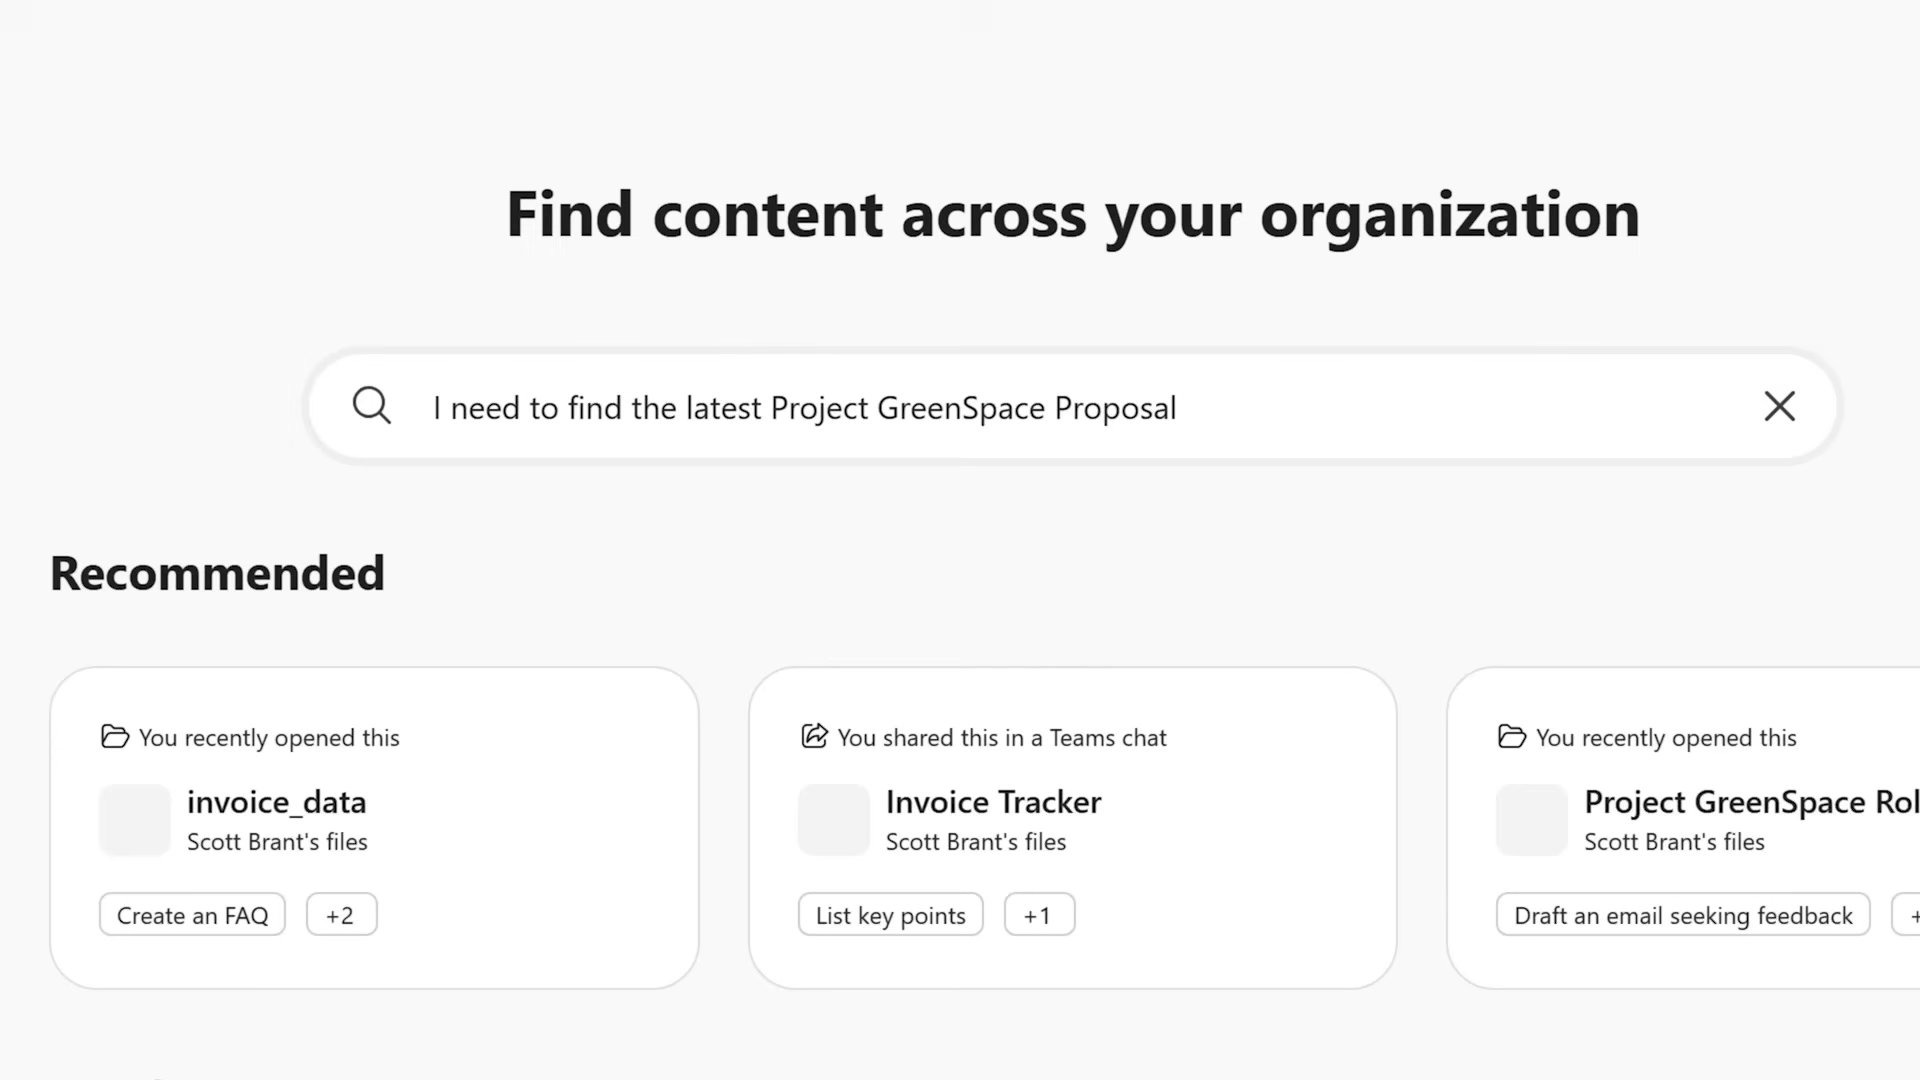 Find content across your organization
I need to find the latest Project GreenSpace Proposal
Recommended
You recently opened this
invoice_data
Scott Brant's files
Create an FAQ
+2
You shared this in a Teams chat
Invoice Tracker
Scott Brant's files
List key points
+1
You recently opened this
Project GreenSpace
Scott Brant's files
Draft an email seeking feedback